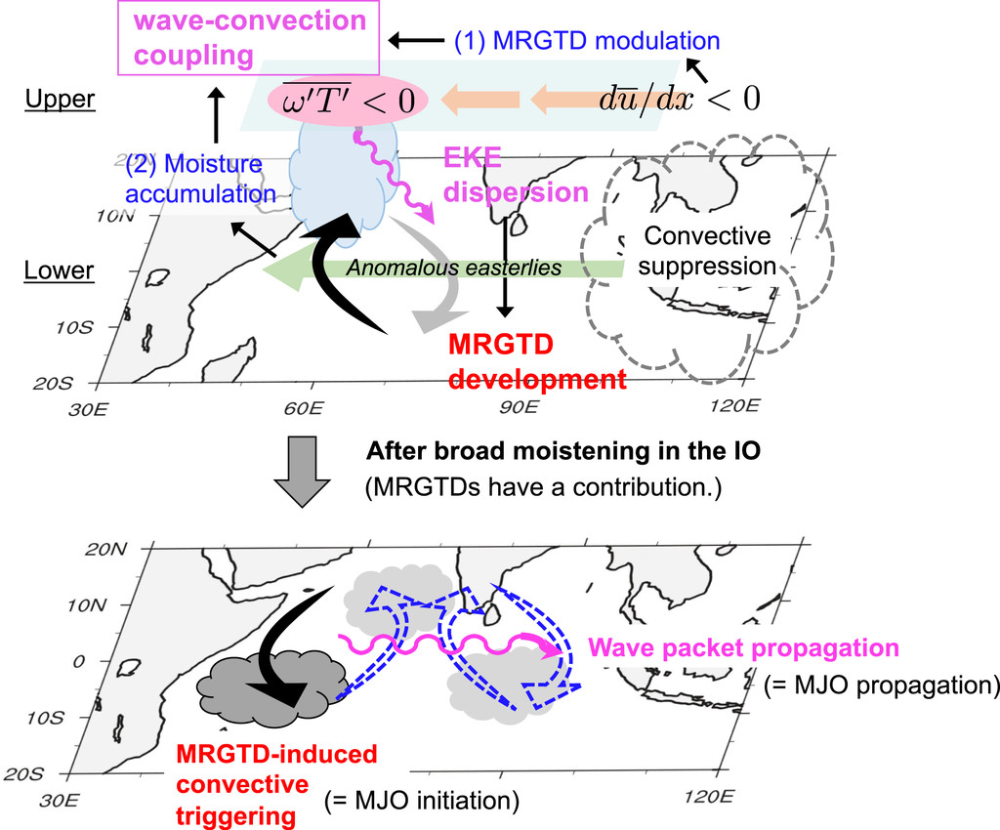 wave-convection
coupling
(1) MRGTD modulation
Upper
ω′T′ < 0
du/dx < 0
20N
(2) Moisture
accumulation
EKE
dispersion
10N
Convective
suppression
Lower
Anomalous easterlies
10S
MRGTD
development
20S
30E
60E
90E
120E
After broad moistening in the IO
(MRGTDs have a contribution.)
20N
10N
0
Wave packet propagation
(= MJO propagation)
10S
MRGTD-induced
convective
triggering
(= MJO initiation)
20S
30E
120E